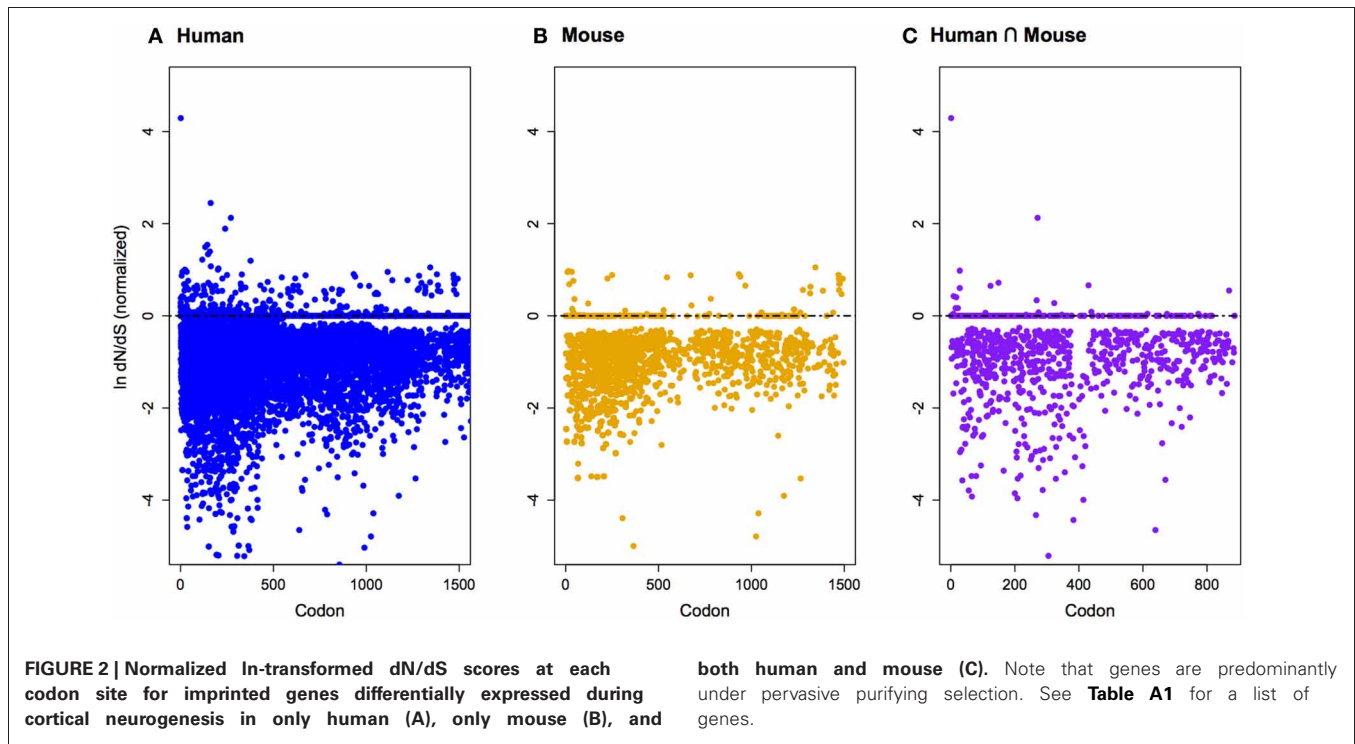 A Human
B Mouse
C Human ∩ Mouse
ln dN/dS (normalized)
4
2
0
-2
-4
0 500 1000 1500
Codon
4
2
0
-2
-4
0 500 1000 1500
Codon
4
2
0
-2
-4
0 200 400 600 800
Codon
FIGURE 2 | Normalized ln-transformed dN/dS scores at each
codon site for imprinted genes differentially expressed during
cortical neurogenesis in only human (A), only mouse (B), and
both human and mouse (C). Note that genes are predominantly
under pervasive purifying selection. See Table A1 for a list of
genes.